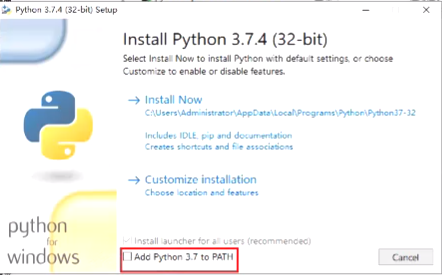 Python 3.7.4 (32-bit) Setup
Install Python 3.7.4 (32-bit)
Select Install Now to install Python with default settings, or choose
Customize to enable or disable features.
Install Now
C:\Users\Administrator\AppData\Local\Programs\Python\Python37-32
Includes IDLE, pip and documentation
Creates shortcuts and file associations
Customize installation
Choose location and features
python
for
windows
Install launcher for all users (recommended)
Add Python 3.7 to PATH
Cancel